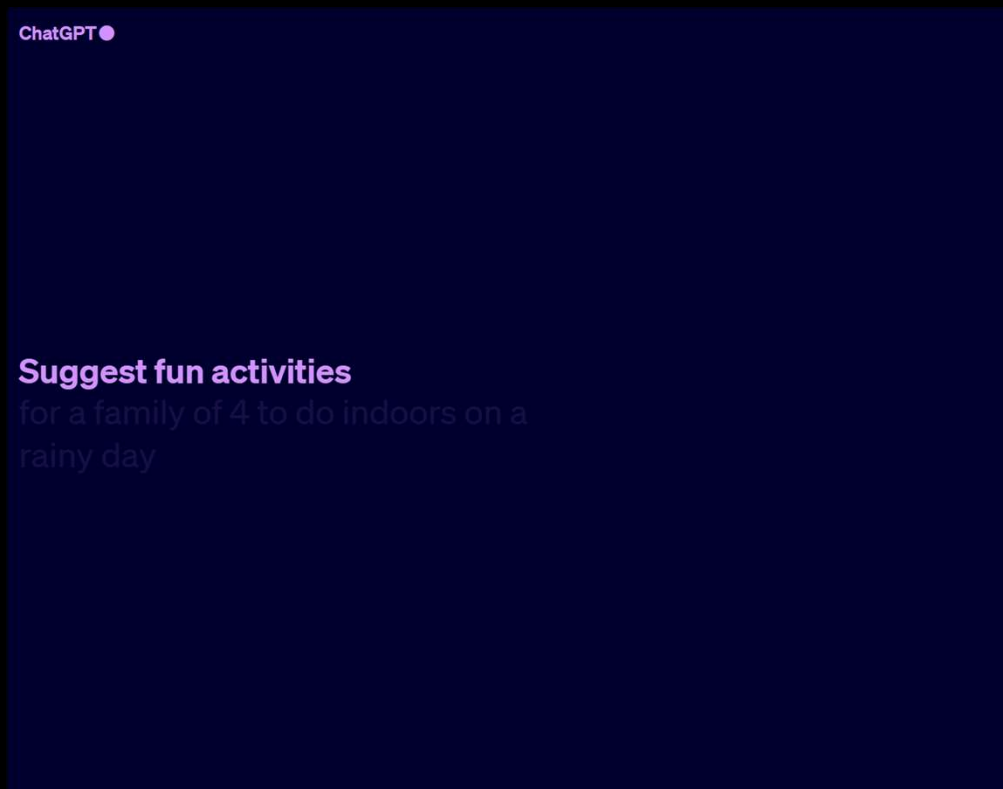 ChatGPT
Suggest fun activities
for a family of 4 to do indoors on a
rainy day